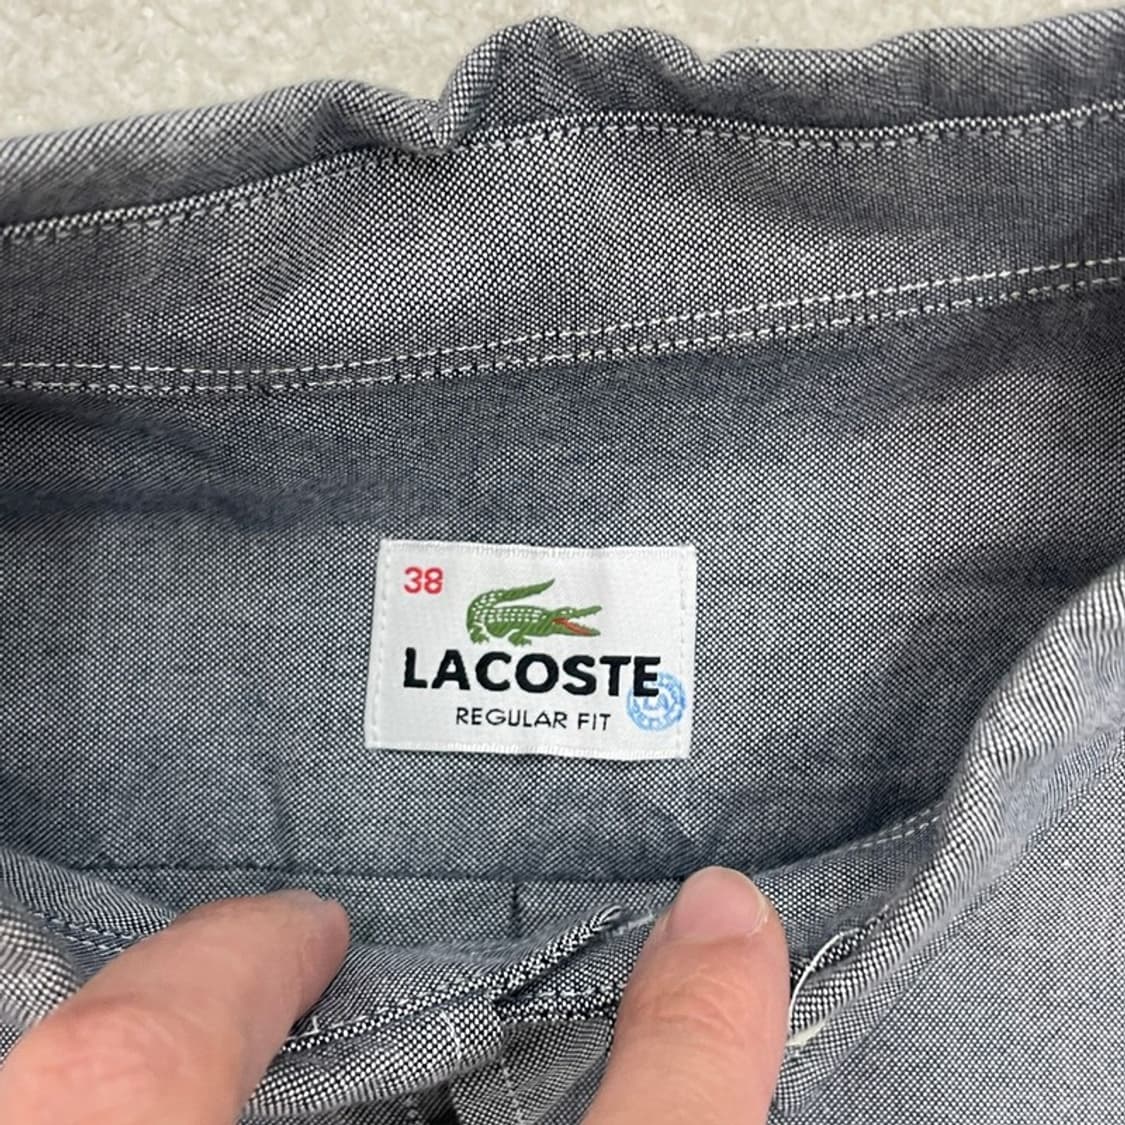 38
LACOSTE
REGULAR FIT